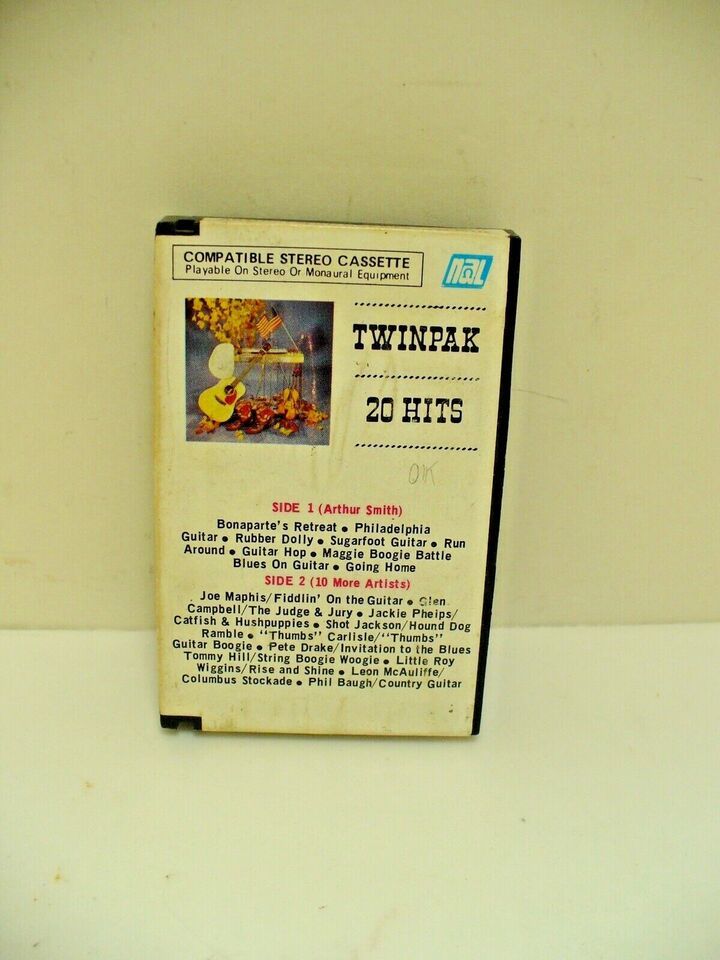 COMPATIBLE STEREO CASSETTE
Playable On Stereo Or Monaural Equipment
nal
TWINPAK
20 HITS
OK
SIDE 1 (Arthur Smith)
Bonaparte's Retreat • Philadelphia
Guitar • Rubber Dolly • Sugarfoot Guitar • Run
Around • Guitar Hop • Maggie Boogie Battle
Blues On Guitar • Going Home
SIDE 2 (10 More Artists)
Joe Maphis/Fiddlin' On the Guitar • Glen
Campbell/The Judge & Jury • Jackie Pheips/
Catfish & Hushpuppies • Shot Jackson/Hound Dog
Ramble • "Thumbs" Carlisle/"Thumbs"
Guitar Boogie • Pete Drake/Invitation to the Blues
Tommy Hill/String Boogie Woogie • Little Roy
Wiggins/Rise and Shine • Leon McAuliffe/
Columbus Stockade • Phil Baugh/Country Guitar